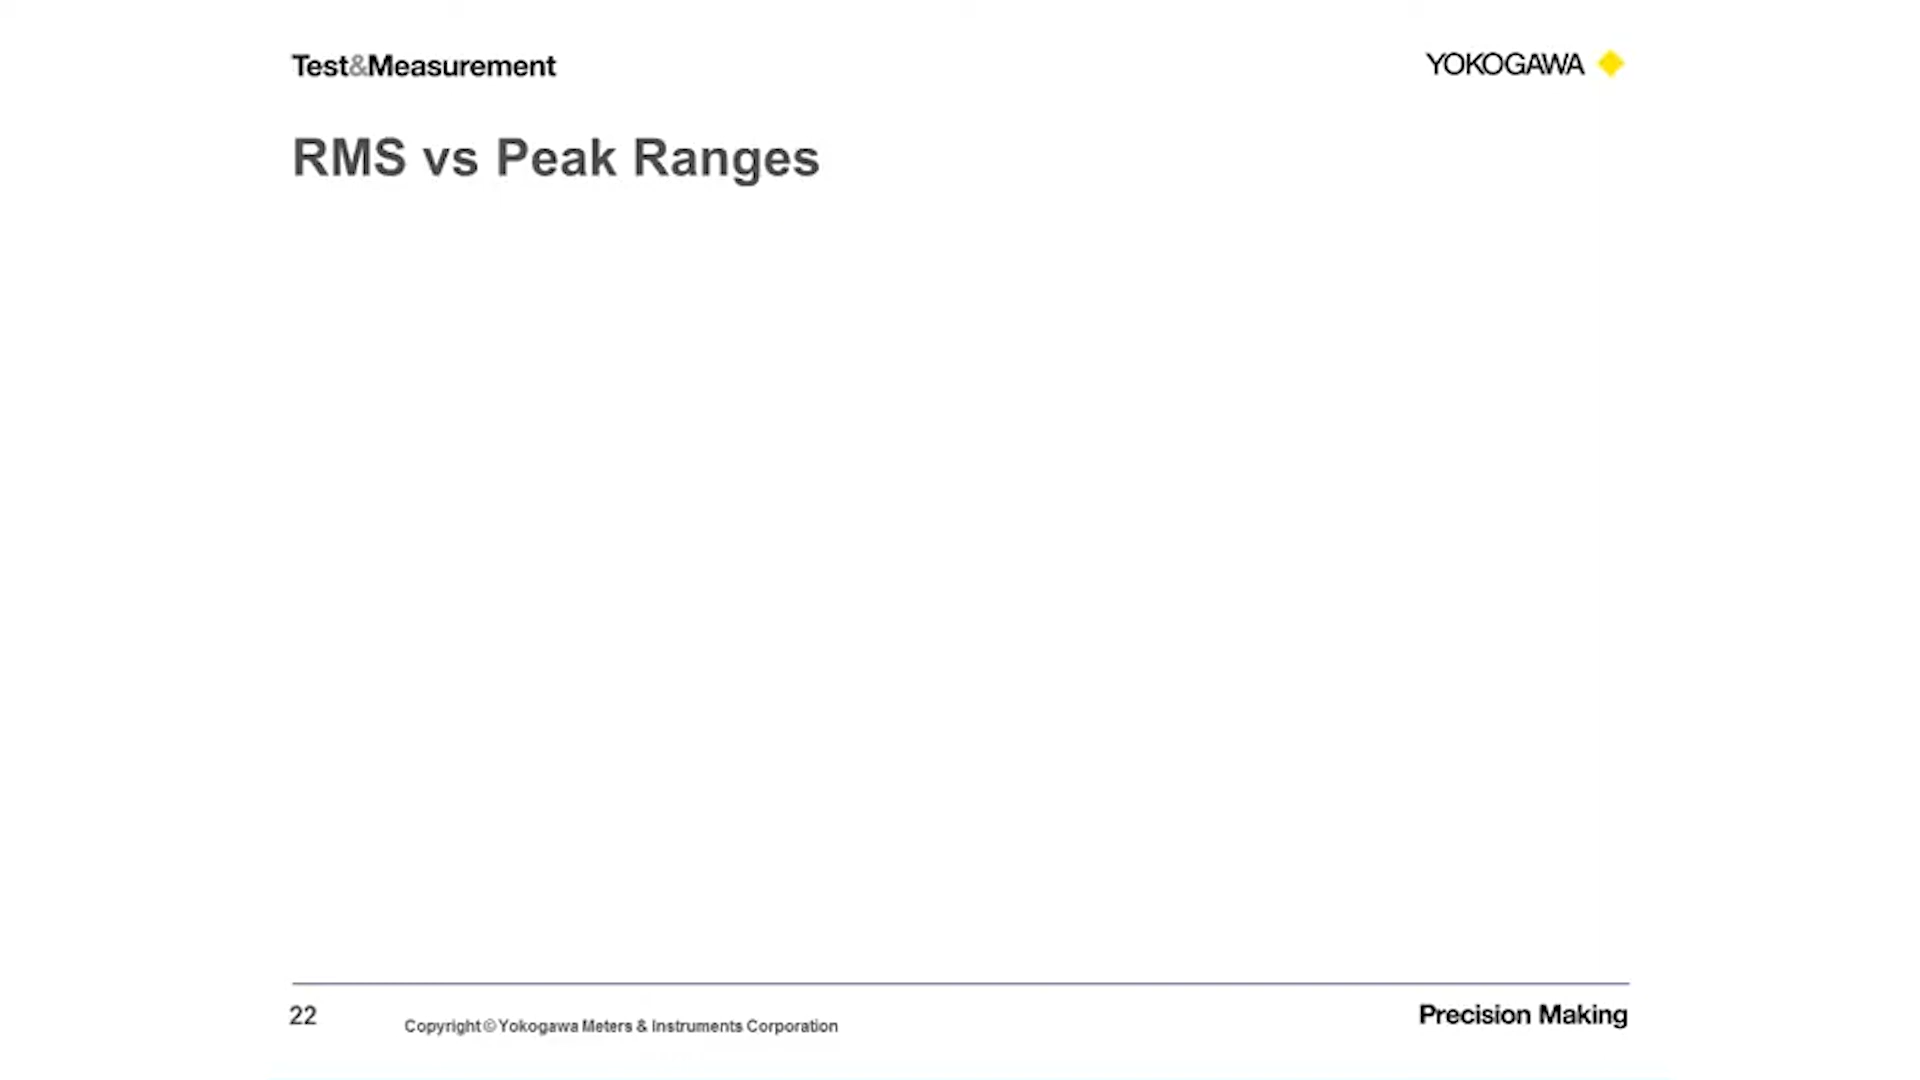 Test&Measurement
YOKOGAWA
RMS vs Peak Ranges
22
Copyright © Yokogawa Meters & Instruments Corporation
Precision Making